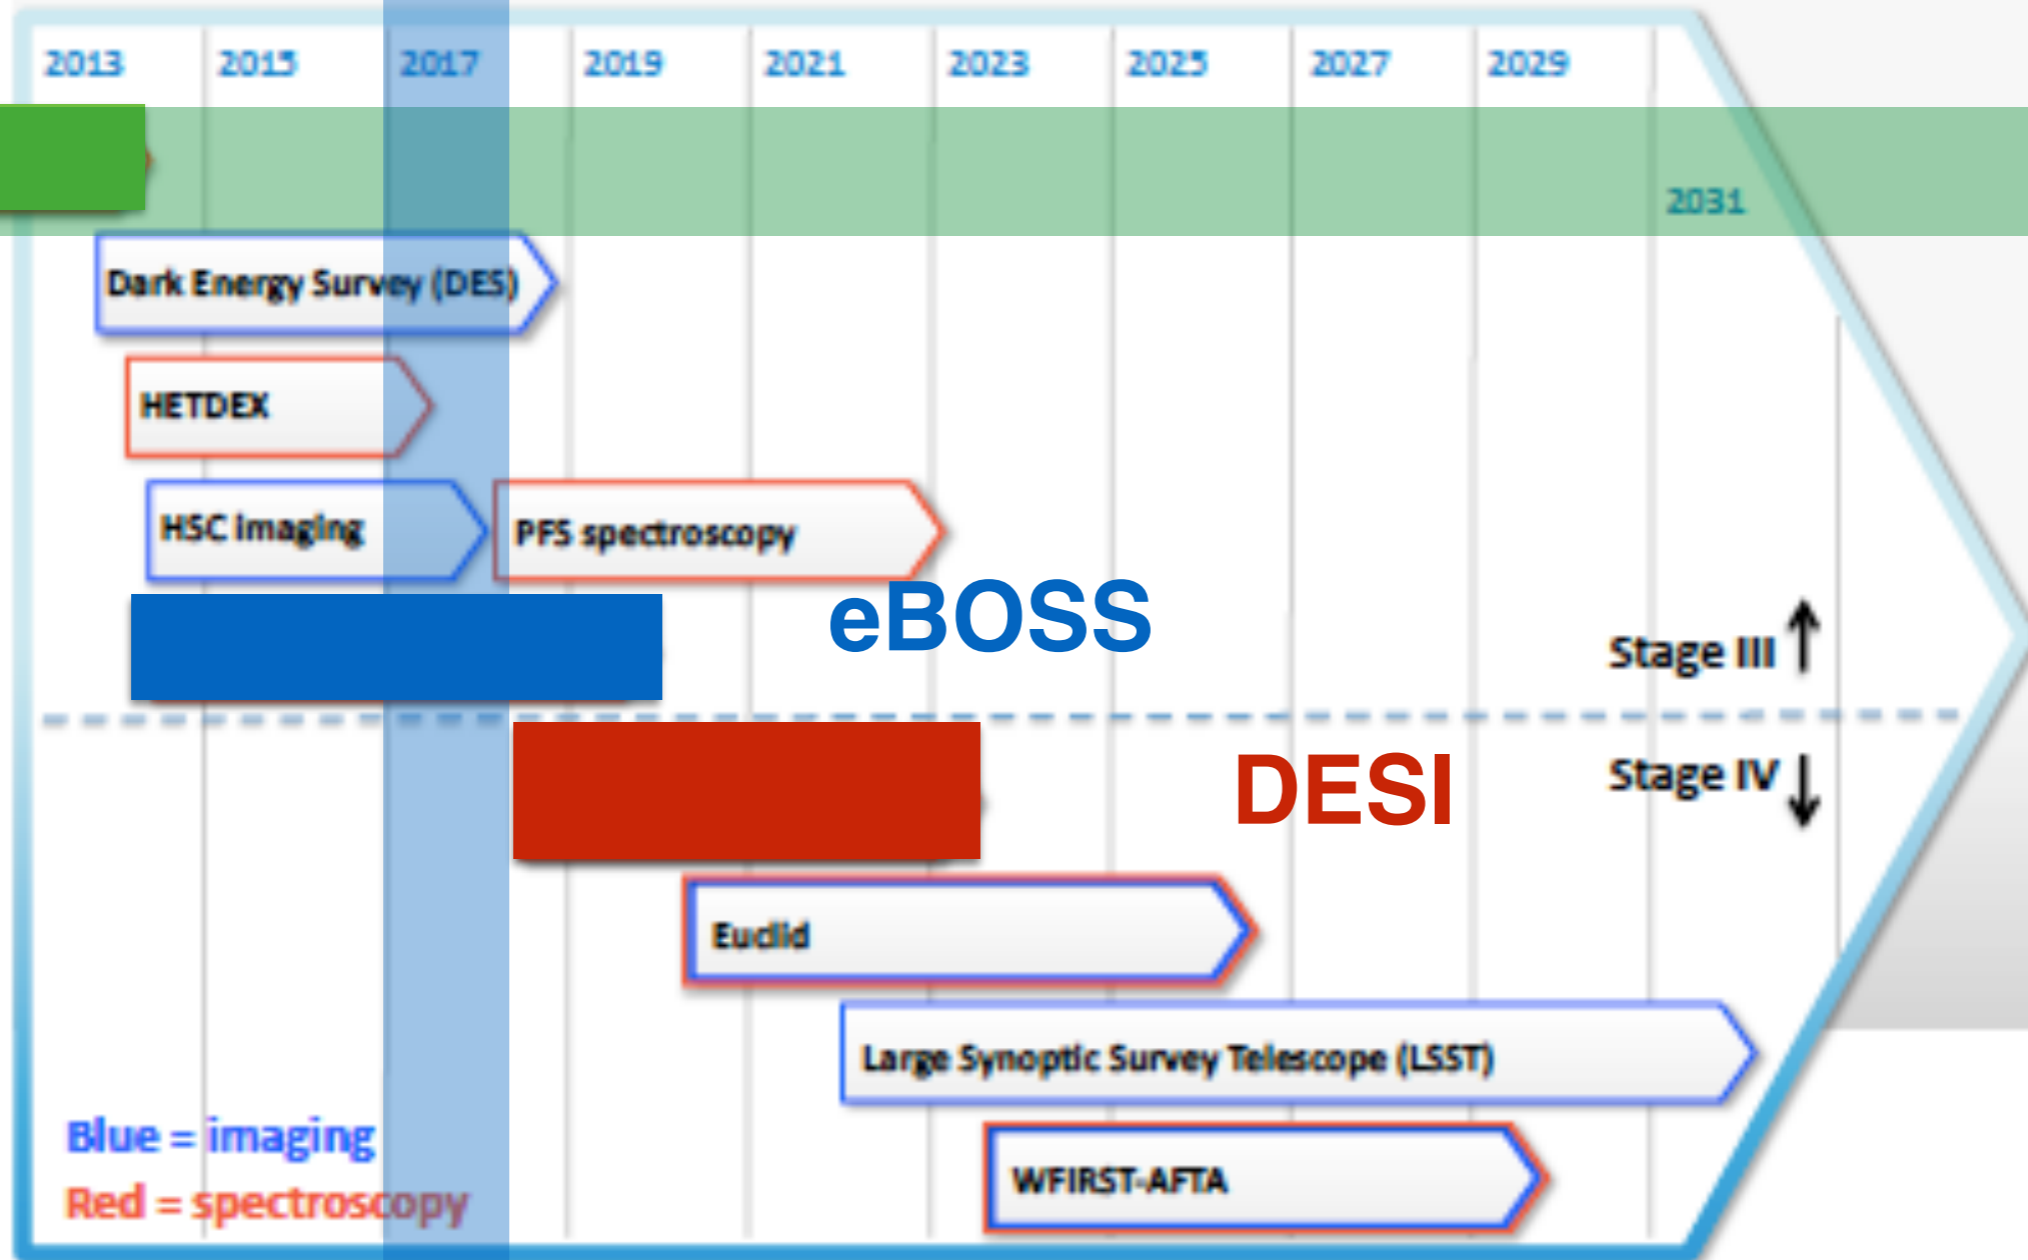 2013 2015 2017 2019 2021 2023 2025 2027 2029
2031
Dark Energy Survey (DES)
HETDEX
HSC imaging
PFS spectroscopy
eBOSS
Stage III ↑
DESI
Stage IV ↓
Euclid
Large Synoptic Survey Telescope (LSST)
Blue = imaging
WFIRST-AFTA
Red = spectroscopy